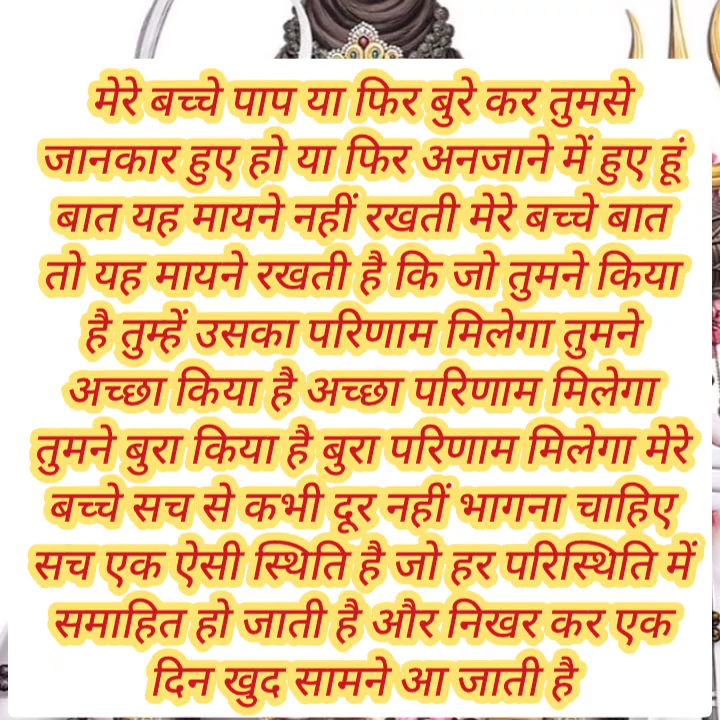 मेरे बच्चे पाप या फिर बुरे कर तुमसे
जानकार हुए हो या फिर अनजाने में हुए हूं
बात यह मायने नहीं रखती मेरे बच्चे बात
तो यह मायने रखती है कि जो तुमने किया
है तुम्हें उसका परिणाम मिलेगा तुमने
अच्छा किया है अच्छा परिणाम मिलेगा
तुमने बुरा किया है बुरा परिणाम मिलेगा मेरे
बच्चे सच से कभी दूर नहीं भागना चाहिए
सच एक ऐसी स्थिति है जो हर परिस्थिति में
समाहित हो जाती है और निखर कर एक
दिन खुद सामने आ जाती है